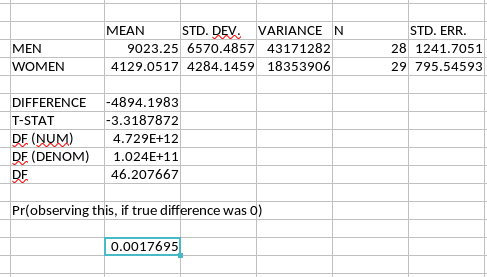 MEAN STD. DEV. VARIANCE N STD. ERR.
MEN 9023.25 6570.4857 43171282 28 1241.7051
WOMEN 4129.0517 4284.1459 18353906 29 795.54593
DIFFERENCE -4894.1983
T-STAT -3.3187872
DF (NUM) 4.729E+12
DF (DENOM) 1.024E+11
DF 46.207667
Pr(observing this, if true difference was 0)
0.0017695